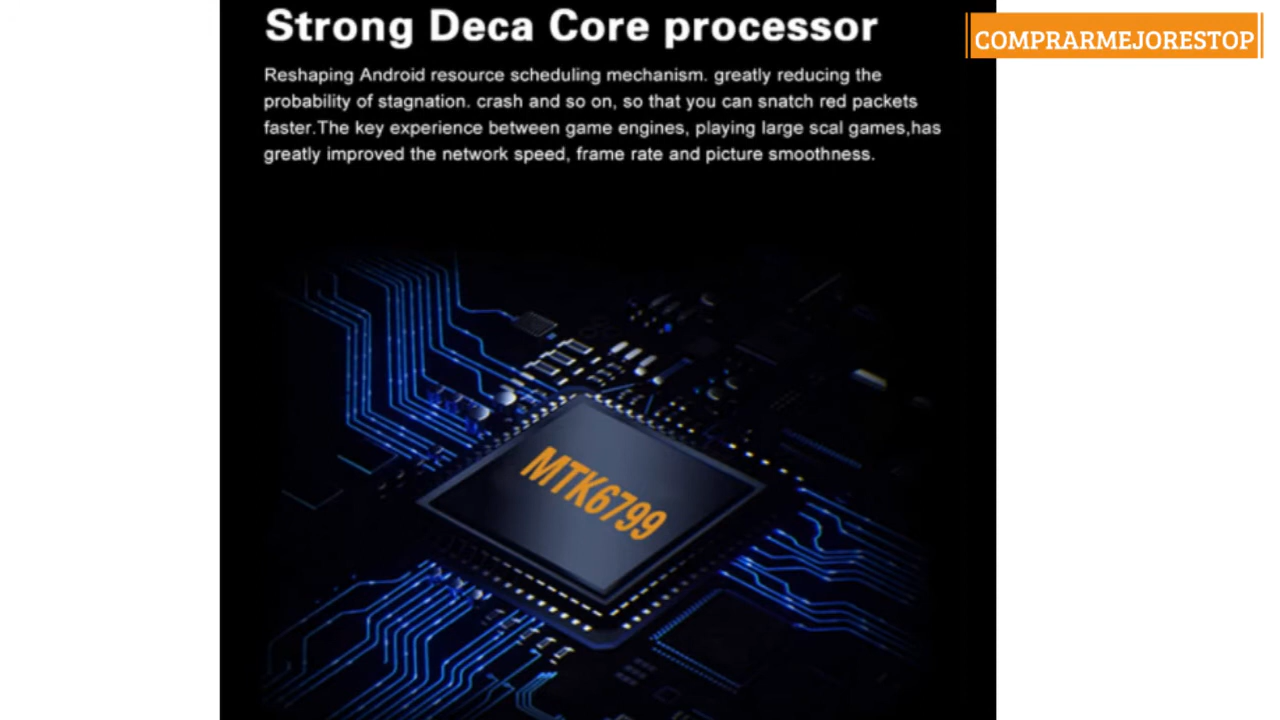 Strong Deca Core processor
COMPRARMEJORESTOP
Reshaping Android resource scheduling mechanism. greatly reducing the
probability of stagnation. crash and so on, so that you can snatch red packets
faster.The key experience between game engines, playing large scal games,has
greatly improved the network speed, frame rate and picture smoothness.
MTK6799